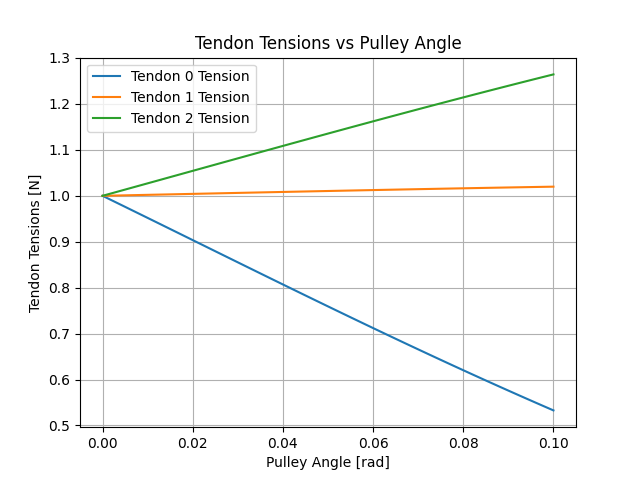 Tendon Tensions vs Pulley Angle
Tendon 0 Tension
Tendon 1 Tension
Tendon 2 Tension
Tendon Tensions [N]
1.3
1.2
1.1
1.0
0.9
0.8
0.7
0.6
0.5
0.00 0.02 0.04 0.06 0.08 0.10
Pulley Angle [rad]